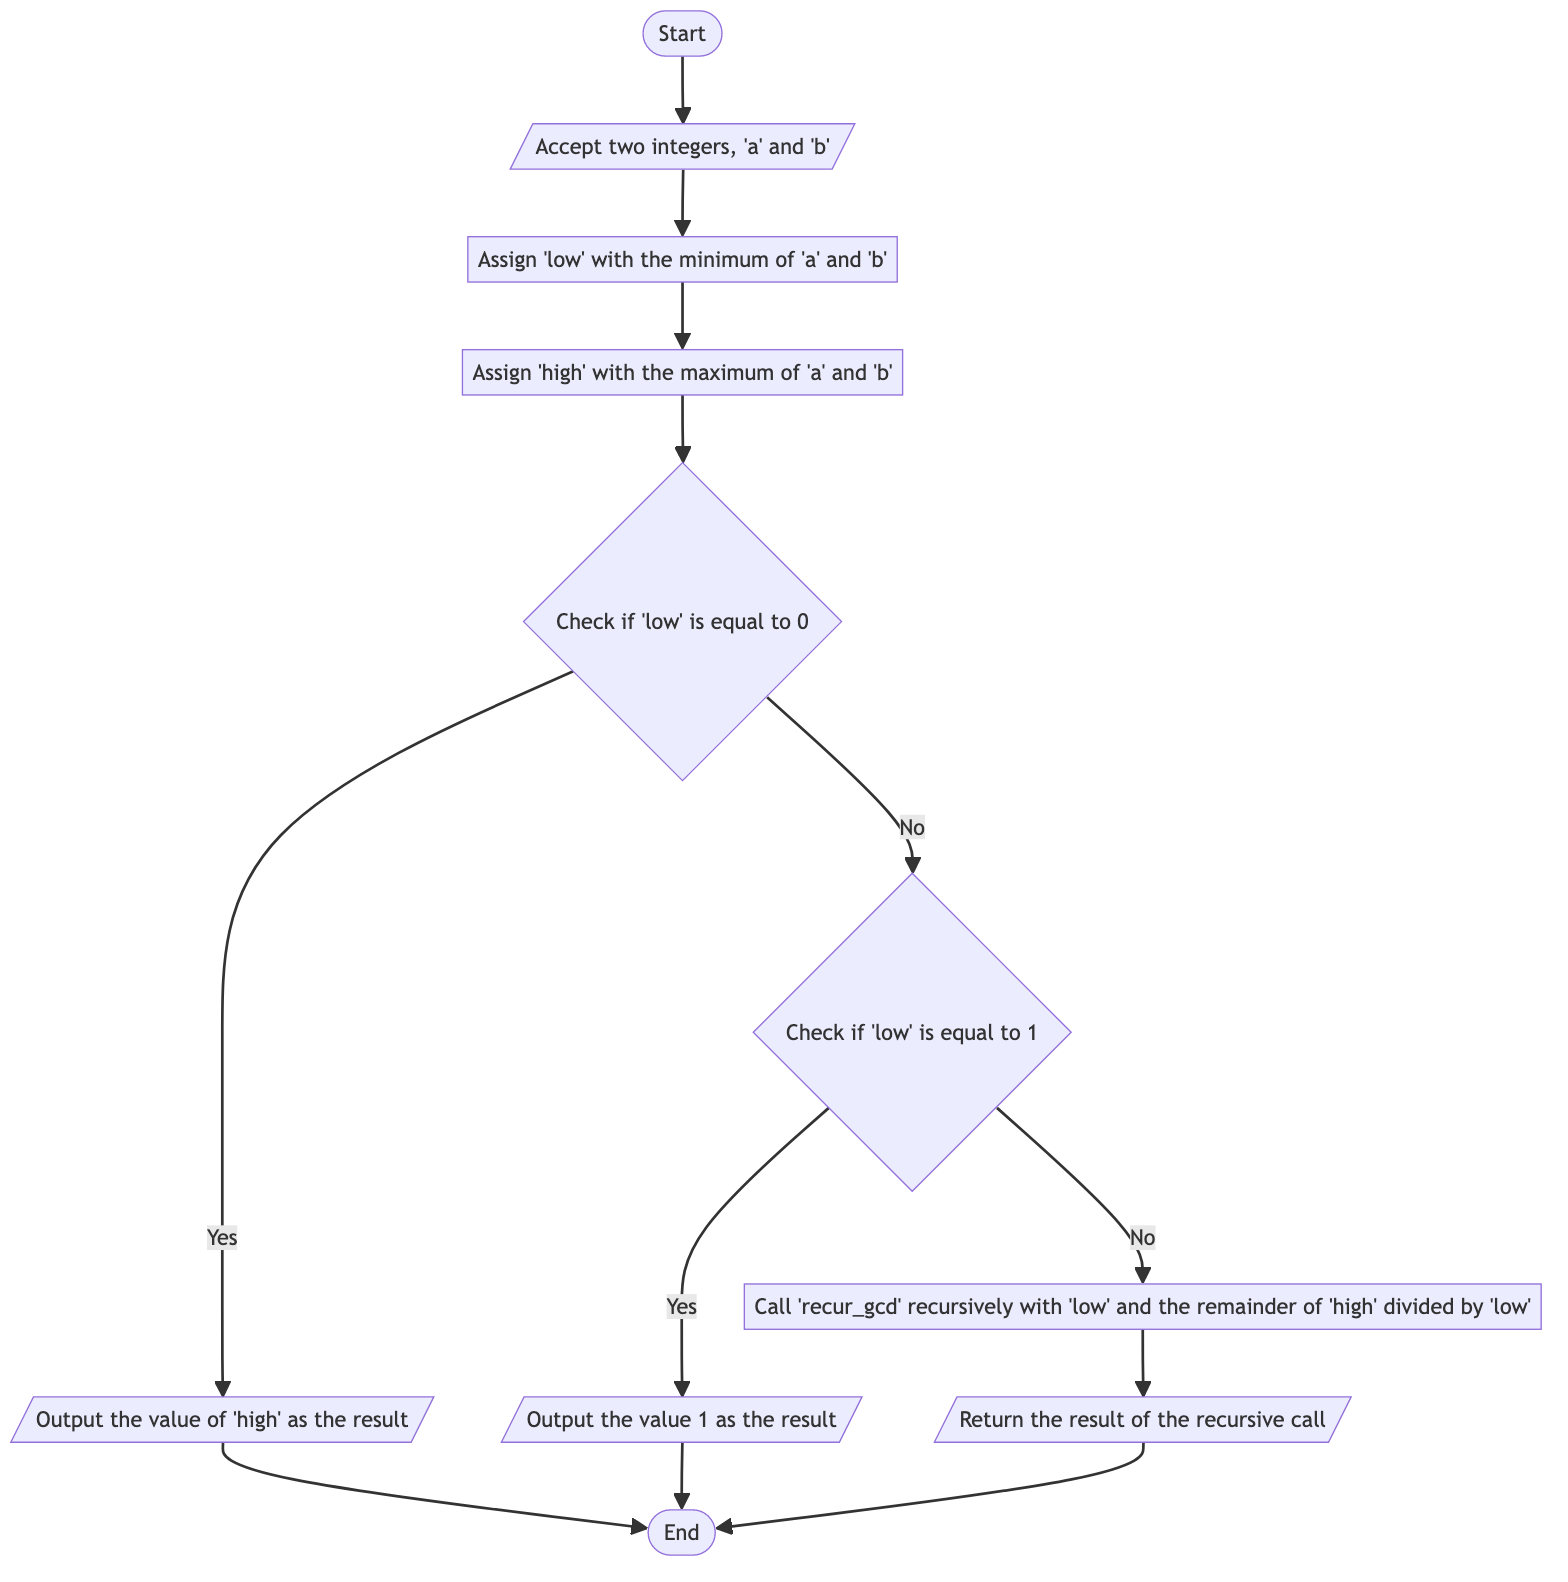 Start
Accept two integers, 'a' and 'b'
Assign 'low' with the minimum of 'a' and 'b'
Assign 'high' with the maximum of 'a' and 'b'
Check if 'low' is equal to 0
No
Check if 'low' is equal to 1
Yes
No
Yes
Call 'recur_gcd' recursively with 'low' and the remainder of 'high' divided by 'low'
Output the value of 'high' as the result
Output the value 1 as the result
Return the result of the recursive call
End